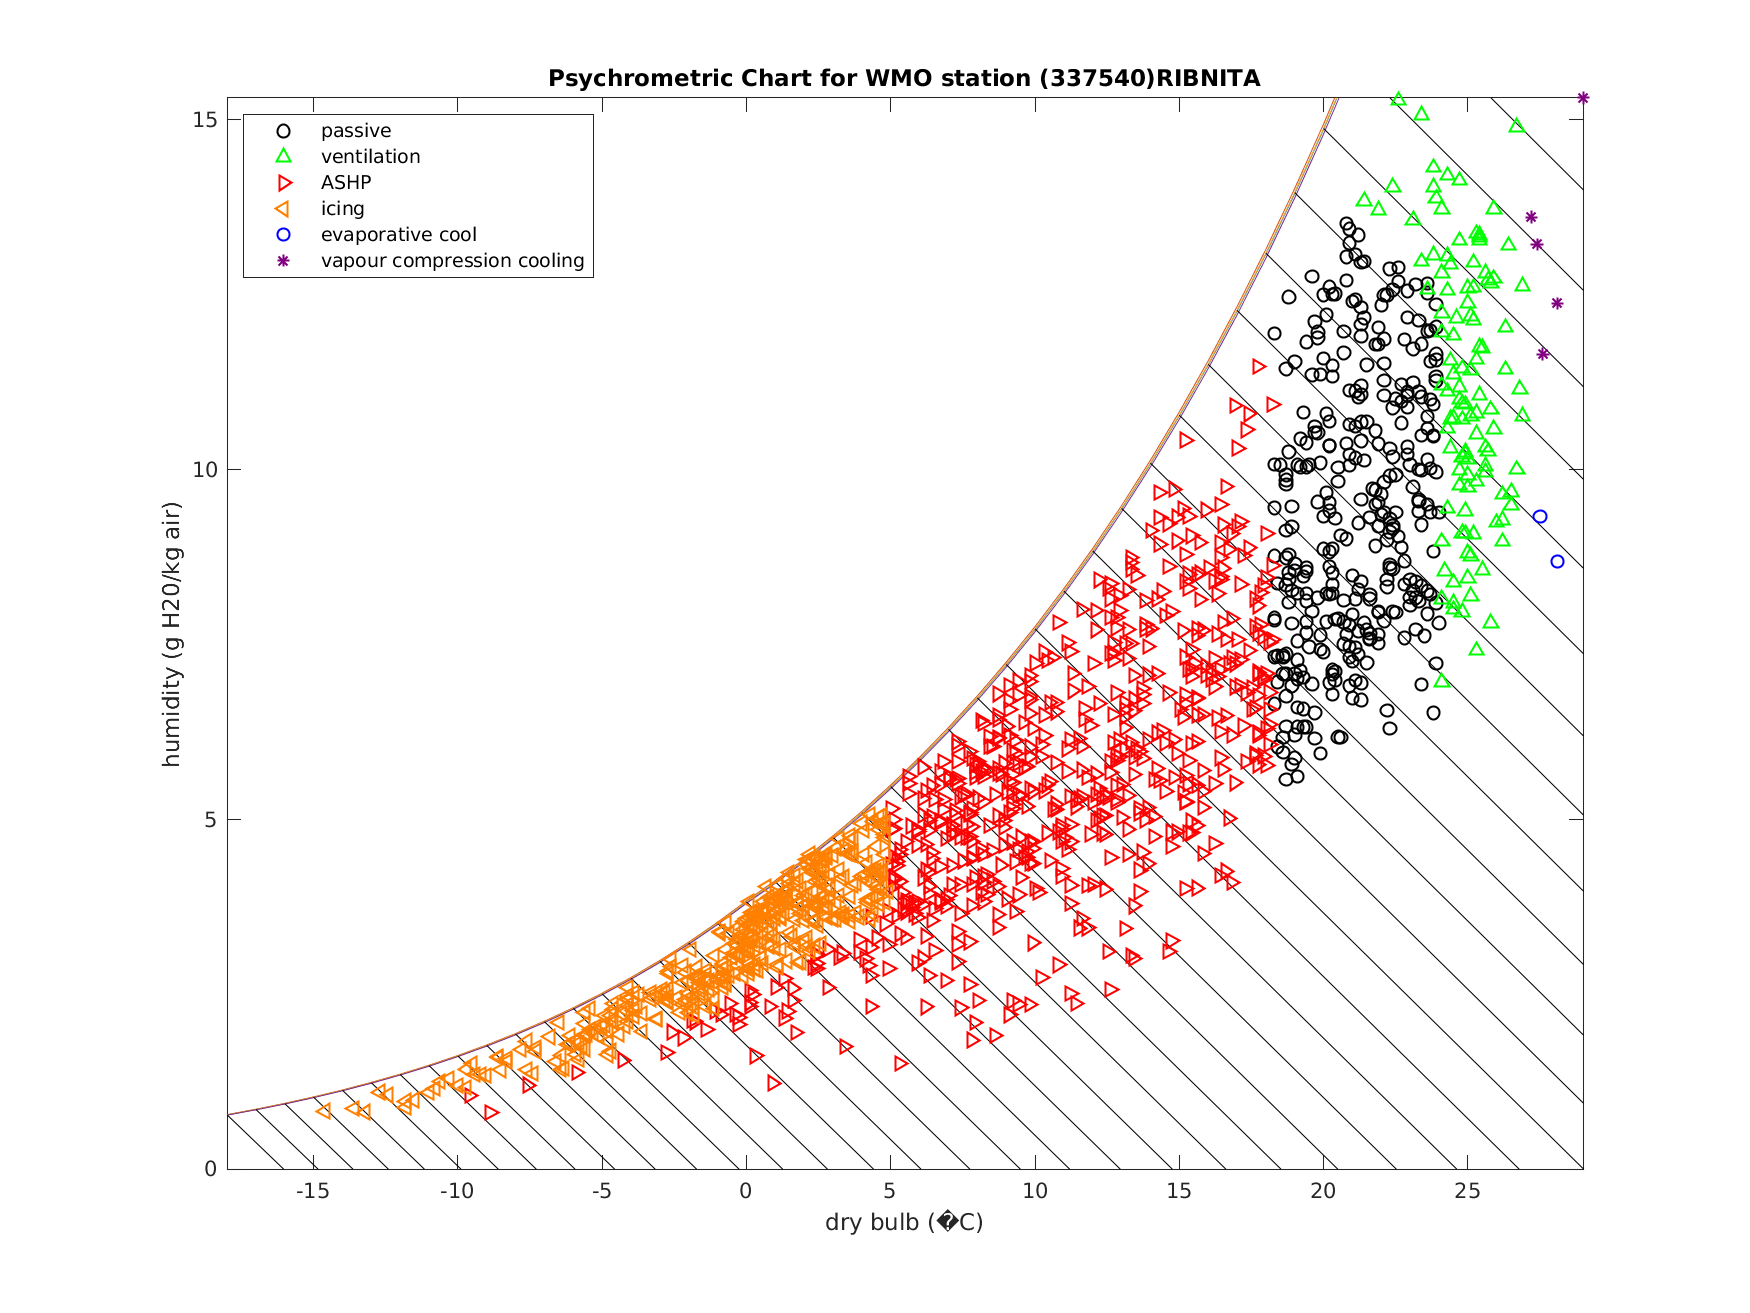 Psychrometric Chart for WMO station (337540)RIBNITA
passive
ventilation
ASHP
icing
evaporative cool
vapour compression cooling
humidity (g H20/kg air)
15
10
5
0
-15 -10 -5 0 5 10 15 20 25
dry bulb (�C)